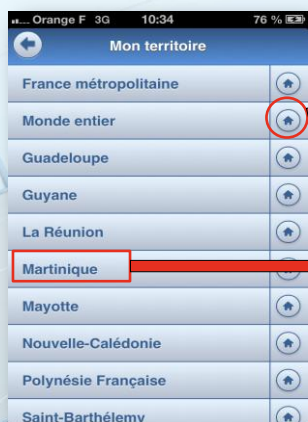 Orange F 3G 10:34 76 %
Mon territoire
France métropolitaine
Monde entier
Guadeloupe
Guyane
La Réunion
Martinique
Mayotte
Nouvelle-Calédonie
Polynésie Française
Saint-Barthélemy